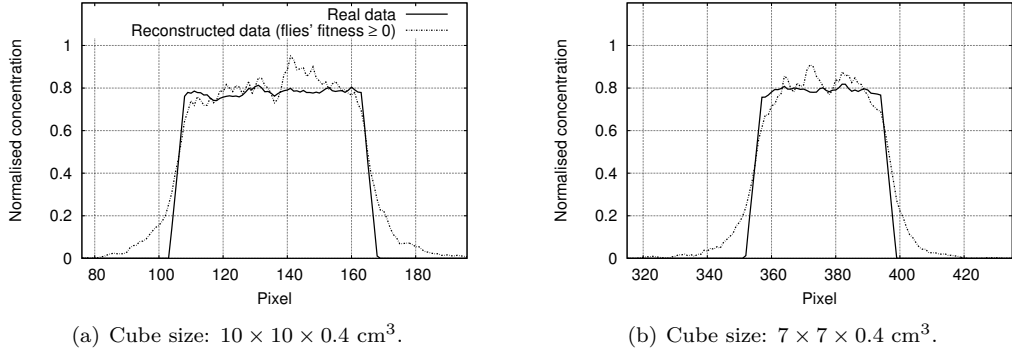 Real data
Reconstructed data (flies' fitness ≥ 0)
Normalised concentration
1
0.8
0.6
0.4
0.2
0
80 100 120 140 160 180
Pixel
(a) Cube size: 10 × 10 × 0.4 cm³.
Normalised concentration
1
0.8
0.6
0.4
0.2
0
320 340 360 380 400 420
Pixel
(b) Cube size: 7 × 7 × 0.4 cm³.